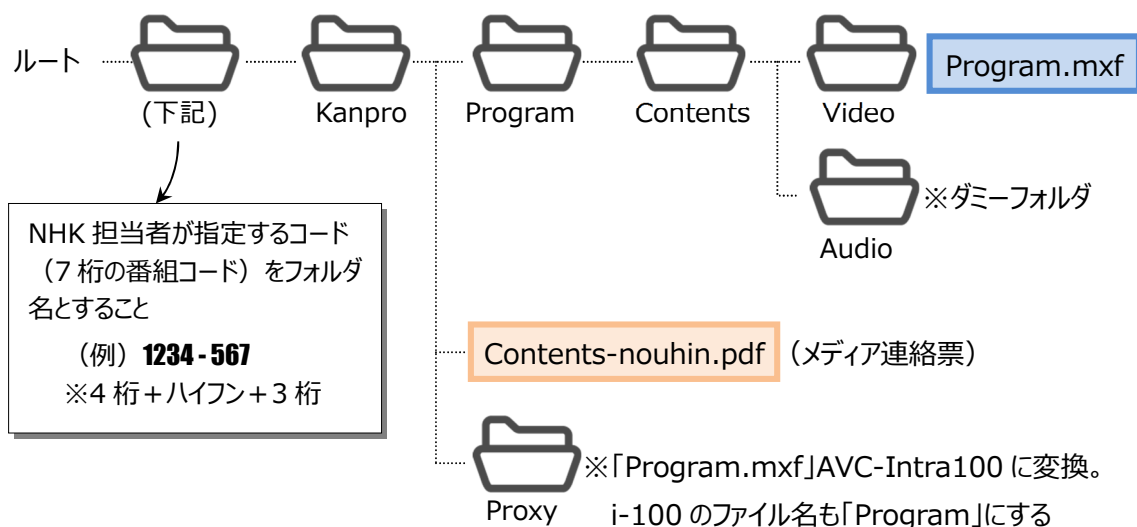 ルート
(下記)
Kanpro
Program
Contents
Video
Program.mxf
※ダミーフォルダ
Audio
NHK 担当者が指定するコード
（7 桁の番組コード）をフォルダ
名とすること
（例）1234 - 567
※4 桁＋ハイフン＋3 桁
Contents-nouhin.pdf（メディア連絡票）
※「Program.mxf」AVC-Intra100 に変換。
Proxy
i-100 のファイル名も「Program」にする